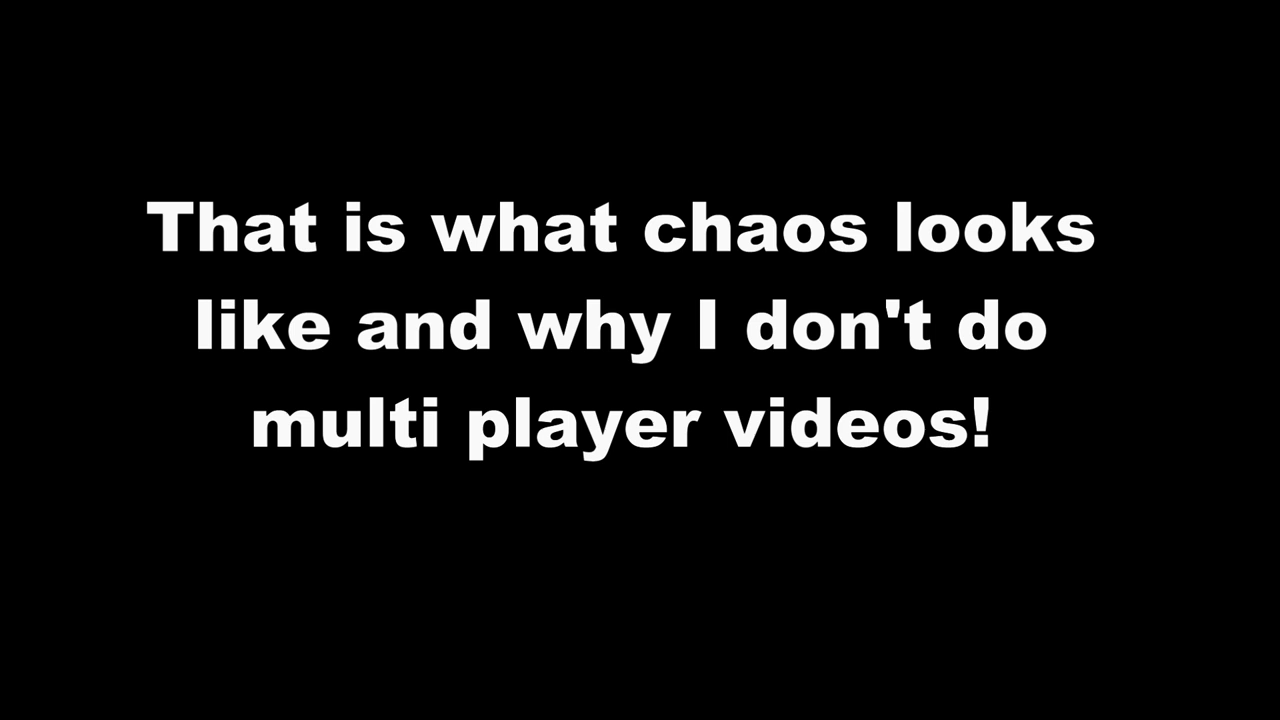 That is what chaos looks
like and why I don't do
multi player videos!